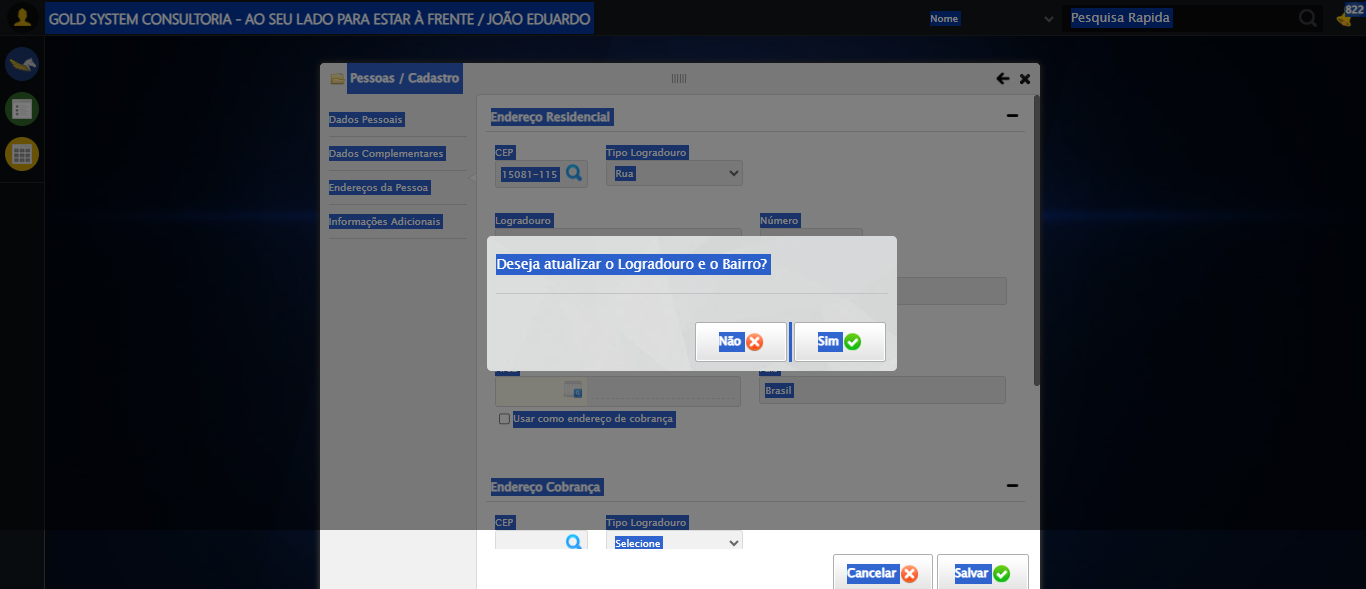 GOLD SYSTEM CONSULTORIA - AO SEU LADO PARA ESTAR À FRENTE / JOÃO EDUARDO
Nome
Pesquisa Rapida
822
Pessoas / Cadastro
Dados Pessoais
Dados Complementares
Endereços da Pessoa
Informações Adicionais
Endereço Residencial
CEP
Tipo Logradouro
15081-115
Rua
Logradouro
Número
Deseja atualizar o Logradouro e o Bairro?
Não
Sim
Brasil
Usar como endereço de cobrança
Endereço Cobrança
CEP
Tipo Logradouro
Selecione
Cancelar
Salvar